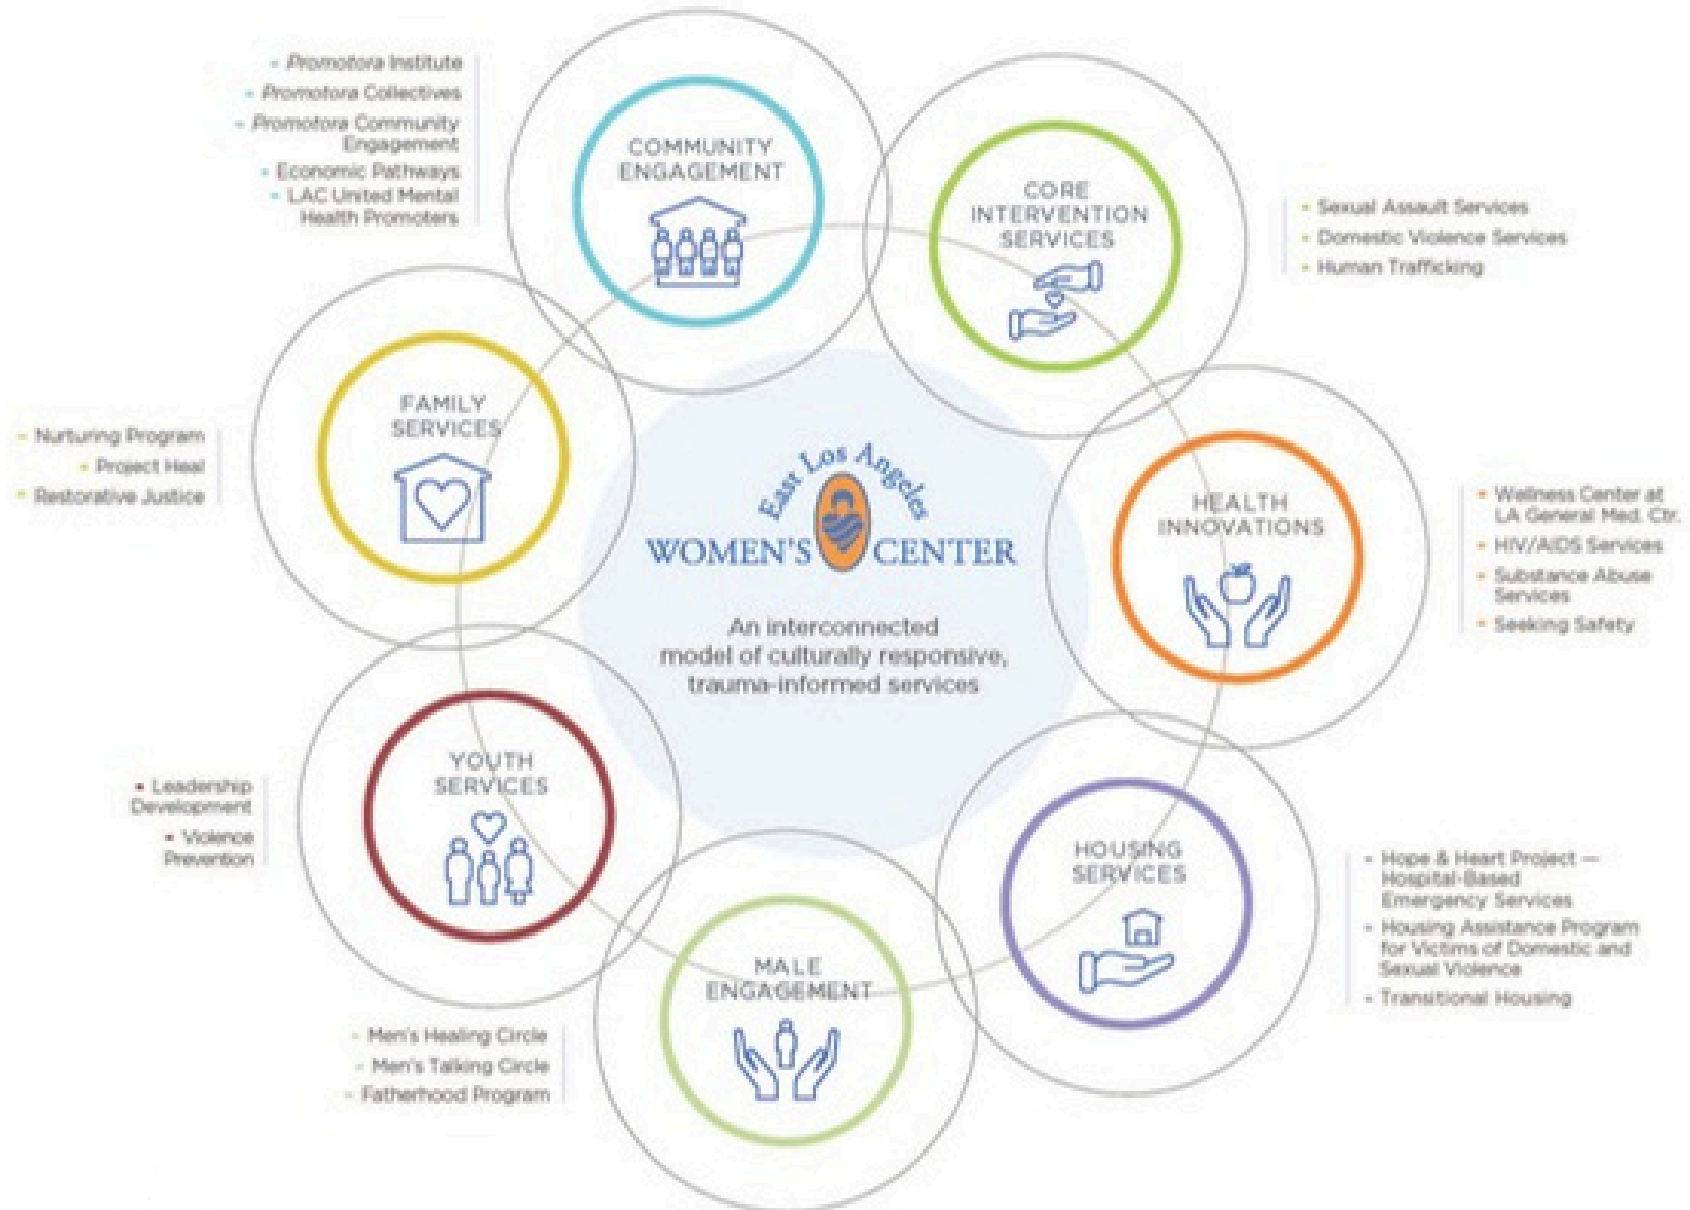 East Los Angeles
WOMEN'S CENTER
An interconnected
model of culturally responsive,
trauma-informed services
COMMUNITY
ENGAGEMENT
- Promotora Institute
- Promotora Collectives
- Promotora Community
Engagement
- Economic Pathways
- LAC United Mental
Health Promoters
CORE
INTERVENTION
SERVICES
- Sexual Assault Services
- Domestic Violence Services
- Human Trafficking
HEALTH
INNOVATIONS
- Wellness Center at
LA General Med. Ctr.
- HIV/AIDS Services
- Substance Abuse
Services
- Seeking Safety
HOUSING
SERVICES
- Hope & Heart Project —
Hospital-Based
Emergency Services
- Housing Assistance Program
for Victims of Domestic and
Sexual Violence
- Transitional Housing
MALE
ENGAGEMENT
- Men's Healing Circle
- Men's Talking Circle
- Fatherhood Program
YOUTH
SERVICES
- Leadership
Development
- Violence
Prevention
FAMILY
SERVICES
- Nurturing Program
- Project Heal
- Restorative Justice